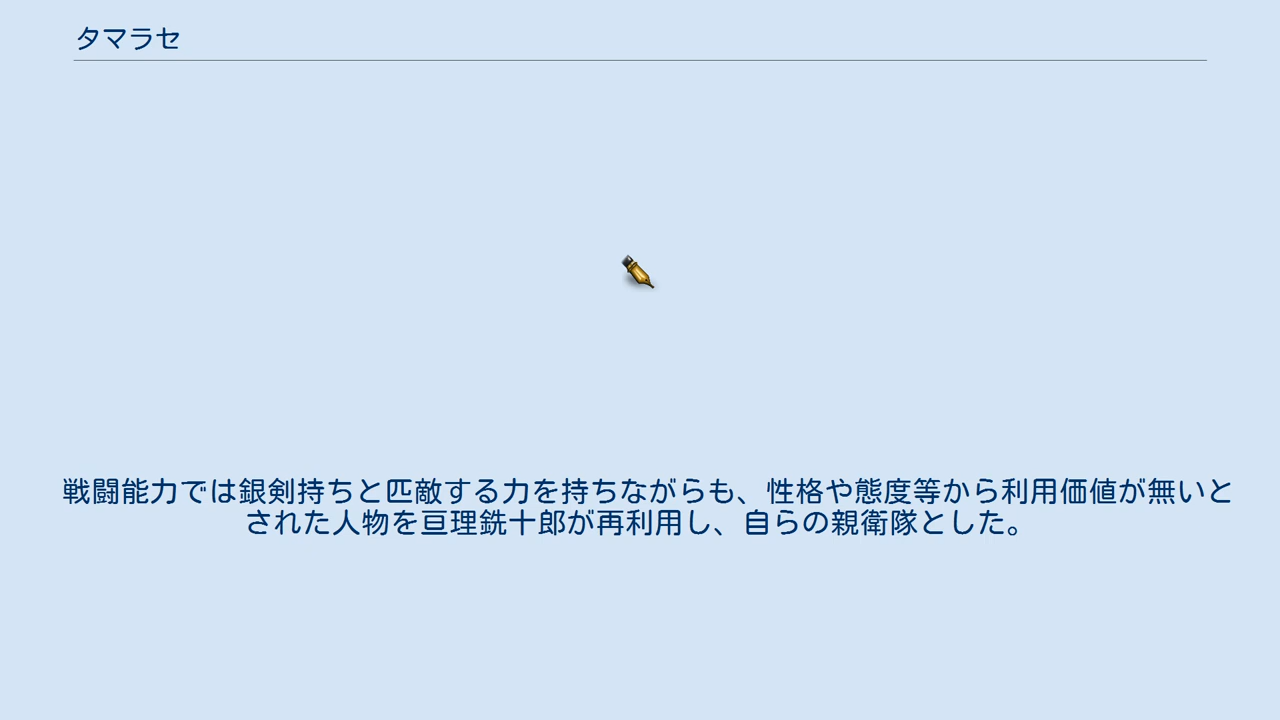 タマラセ
戦闘能力では銀剣持ちと匹敵する力を持ちながらも、性格や態度等から利用価値が無いと
された人物を亘理銃十郎が再利用し、自らの親衛隊とした。